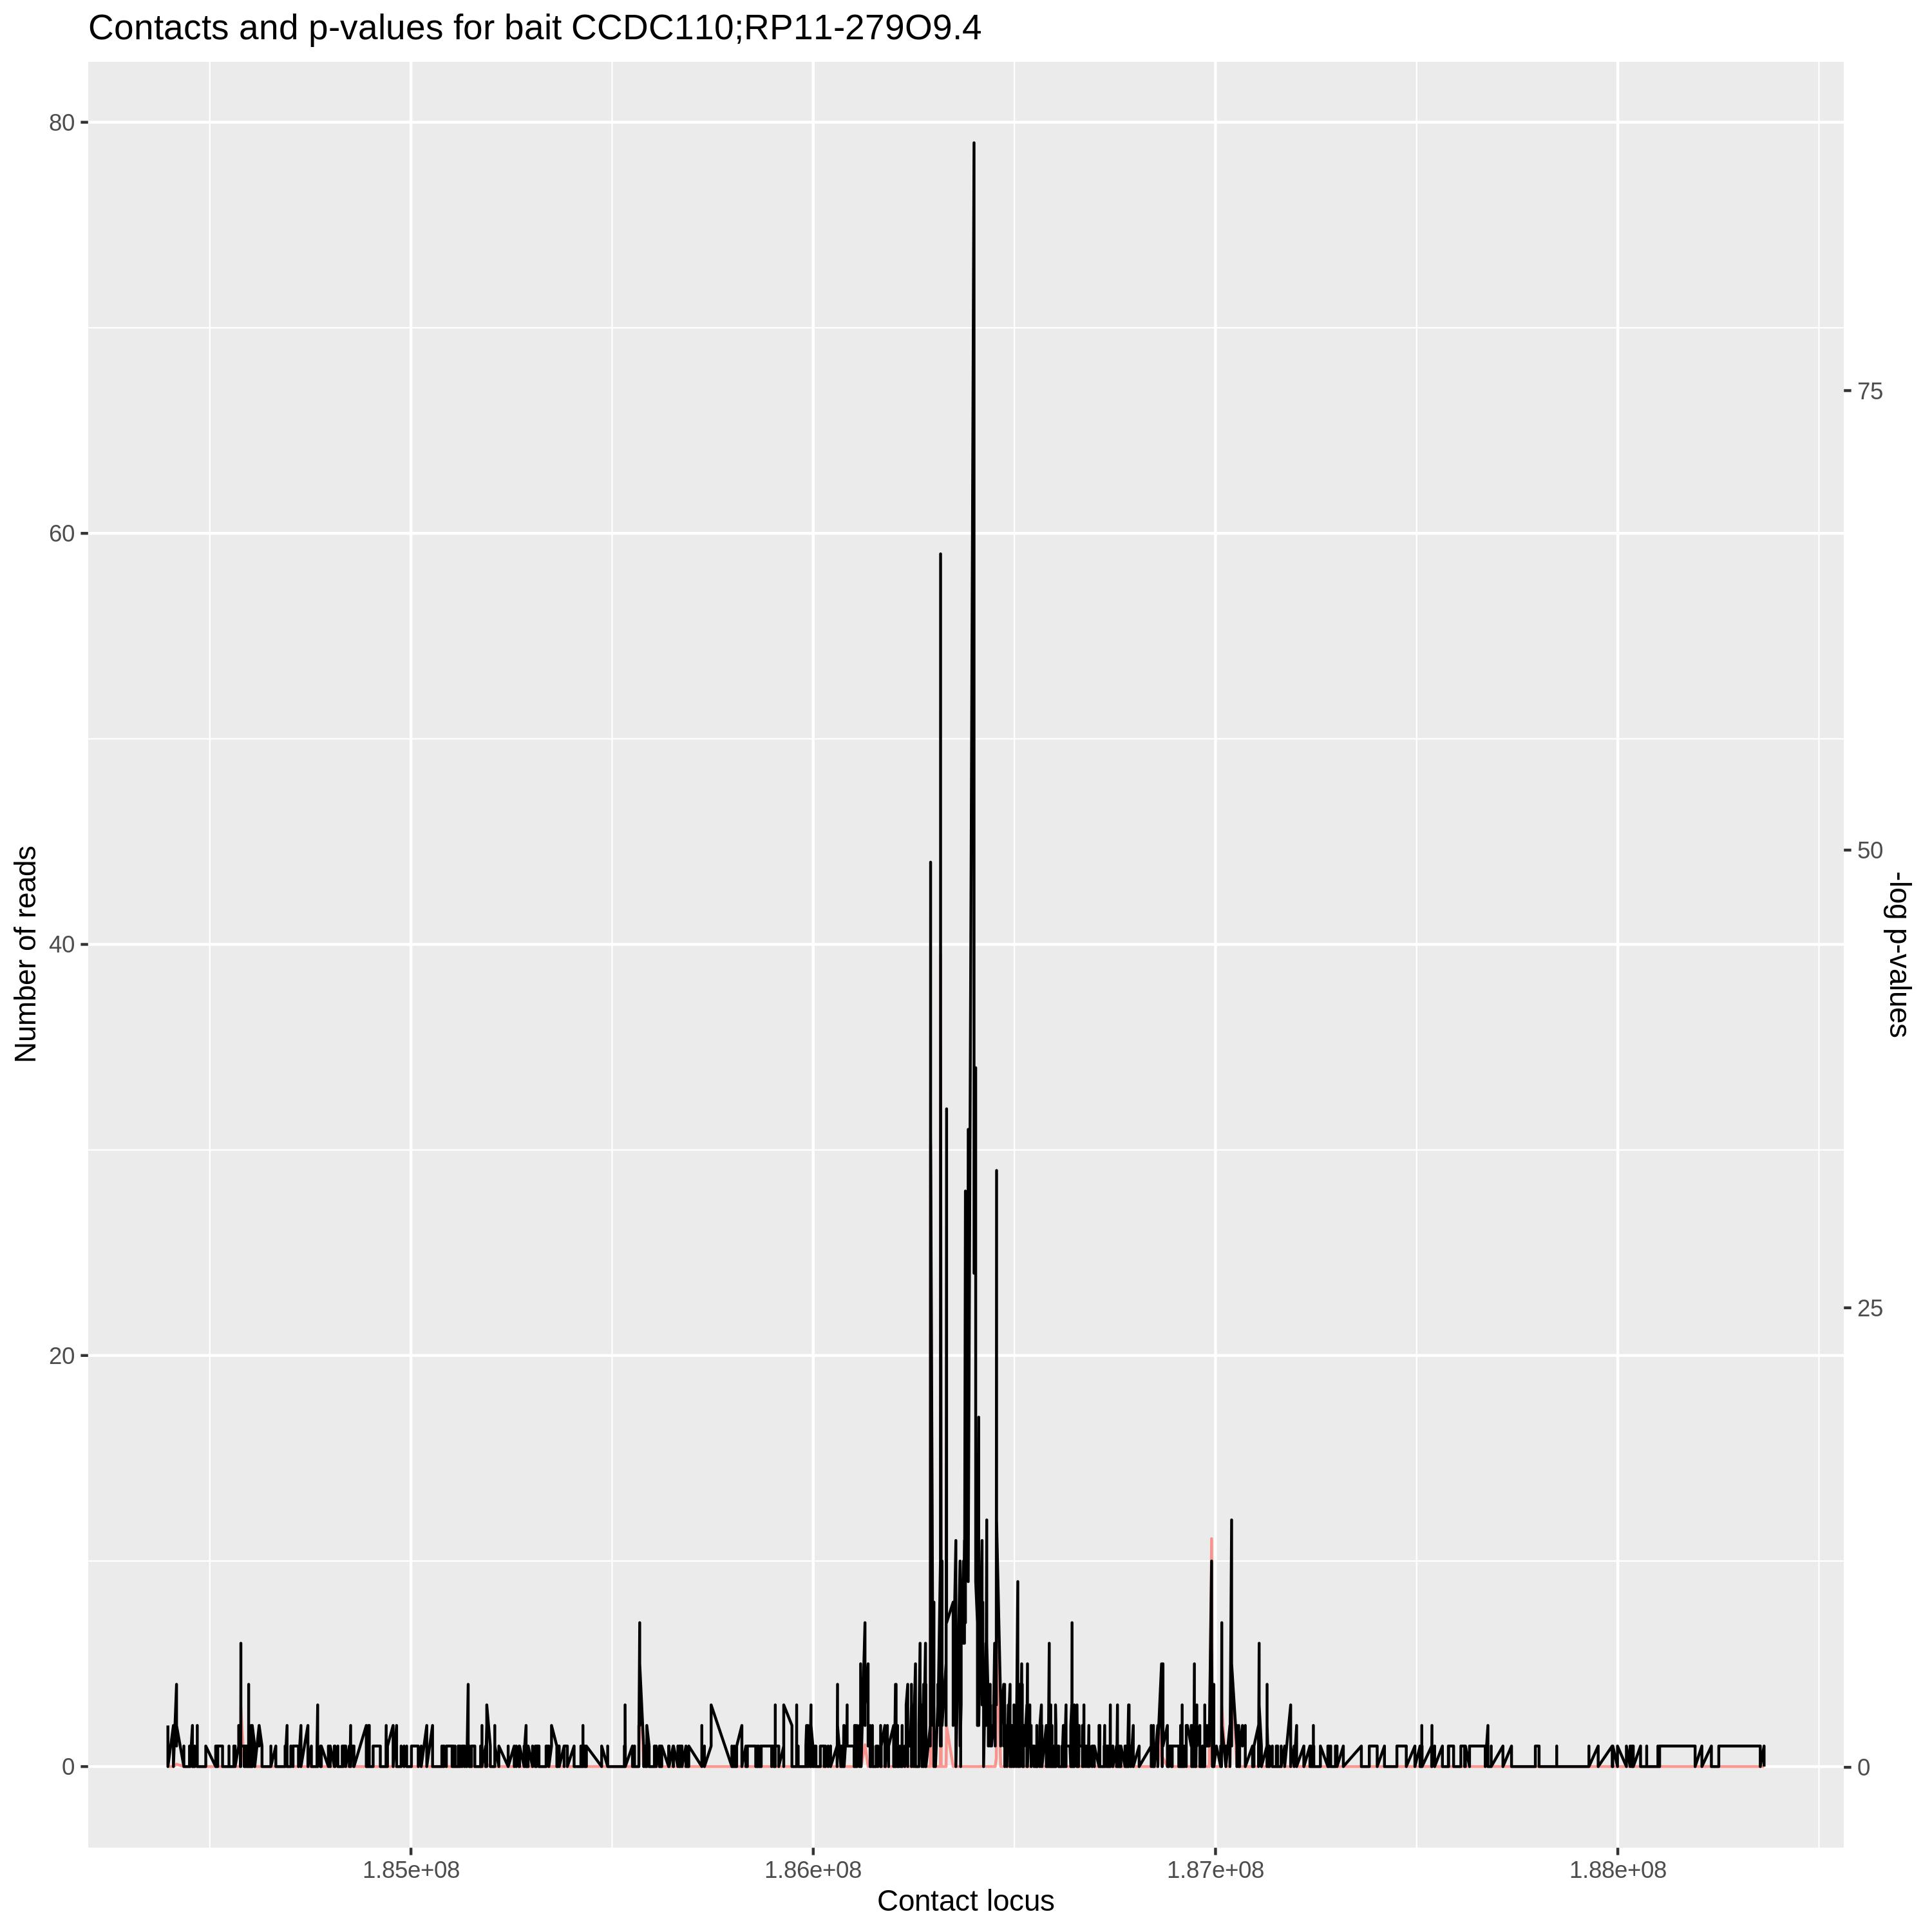 Contacts and p-values for bait CCDC110;RP11-279O9.4
80
60
40
20
0
Number of reads
75
50
25
0
-log p-values
1.85e+08
1.86e+08
1.87e+08
1.88e+08
Contact locus